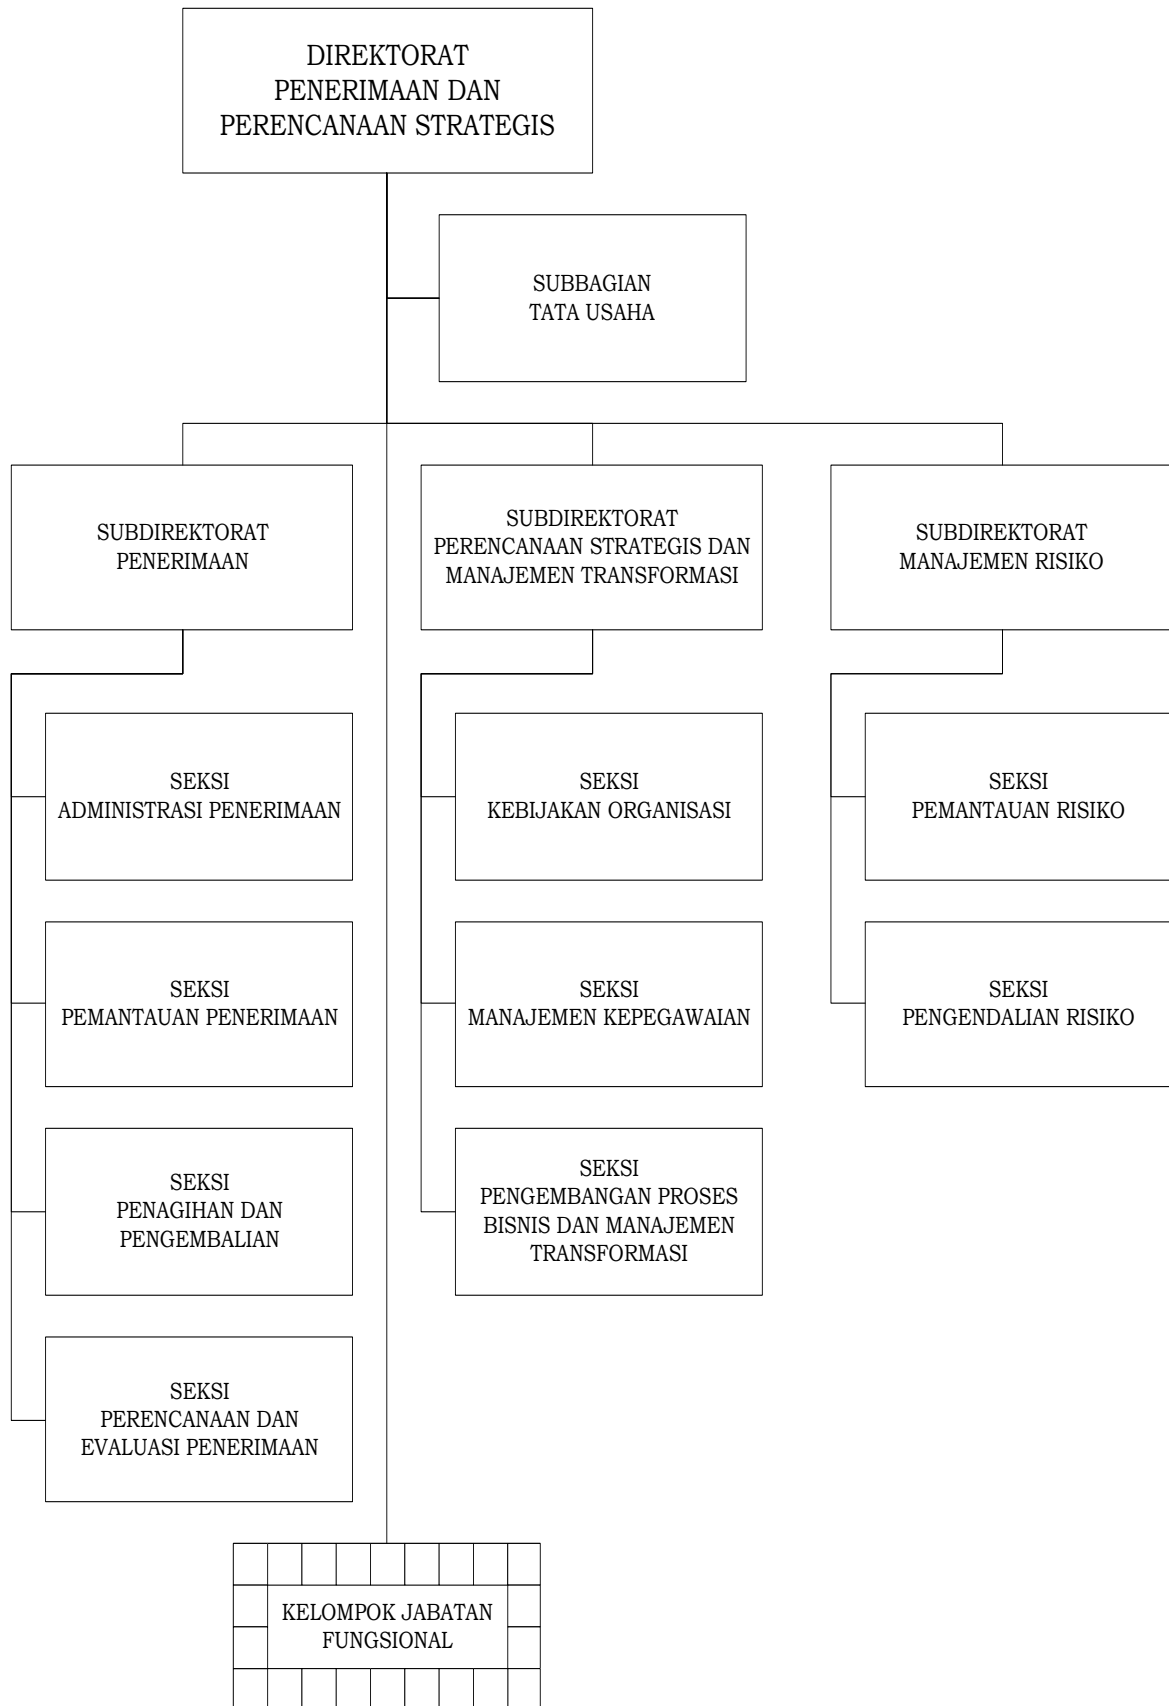 DIREKTORAT
PENERIMAAN DAN
PERENCANAAN STRATEGIS
SUBBAGIAN
TATA USAHA
SUBDIREKTORAT
PENERIMAAN
SUBDIREKTORAT
PERENCANAAN STRATEGIS DAN
MANAJEMEN TRANSFORMASI
SUBDIREKTORAT
MANAJEMEN RISIKO
SEKSI
ADMINISTRASI PENERIMAAN
SEKSI
KEBIJAKAN ORGANISASI
SEKSI
PEMANTAUAN RISIKO
SEKSI
PEMANTAUAN PENERIMAAN
SEKSI
MANAJEMEN KEPEGAWAIAN
SEKSI
PENGENDALIAN RISIKO
SEKSI
PENAGIHAN DAN
PENGEMBALIAN
SEKSI
PENGEMBANGAN PROSES
BISNIS DAN MANAJEMEN
TRANSFORMASI
SEKSI
PERENCANAAN DAN
EVALUASI PENERIMAAN
KELOMPOK JABATAN
FUNGSIONAL